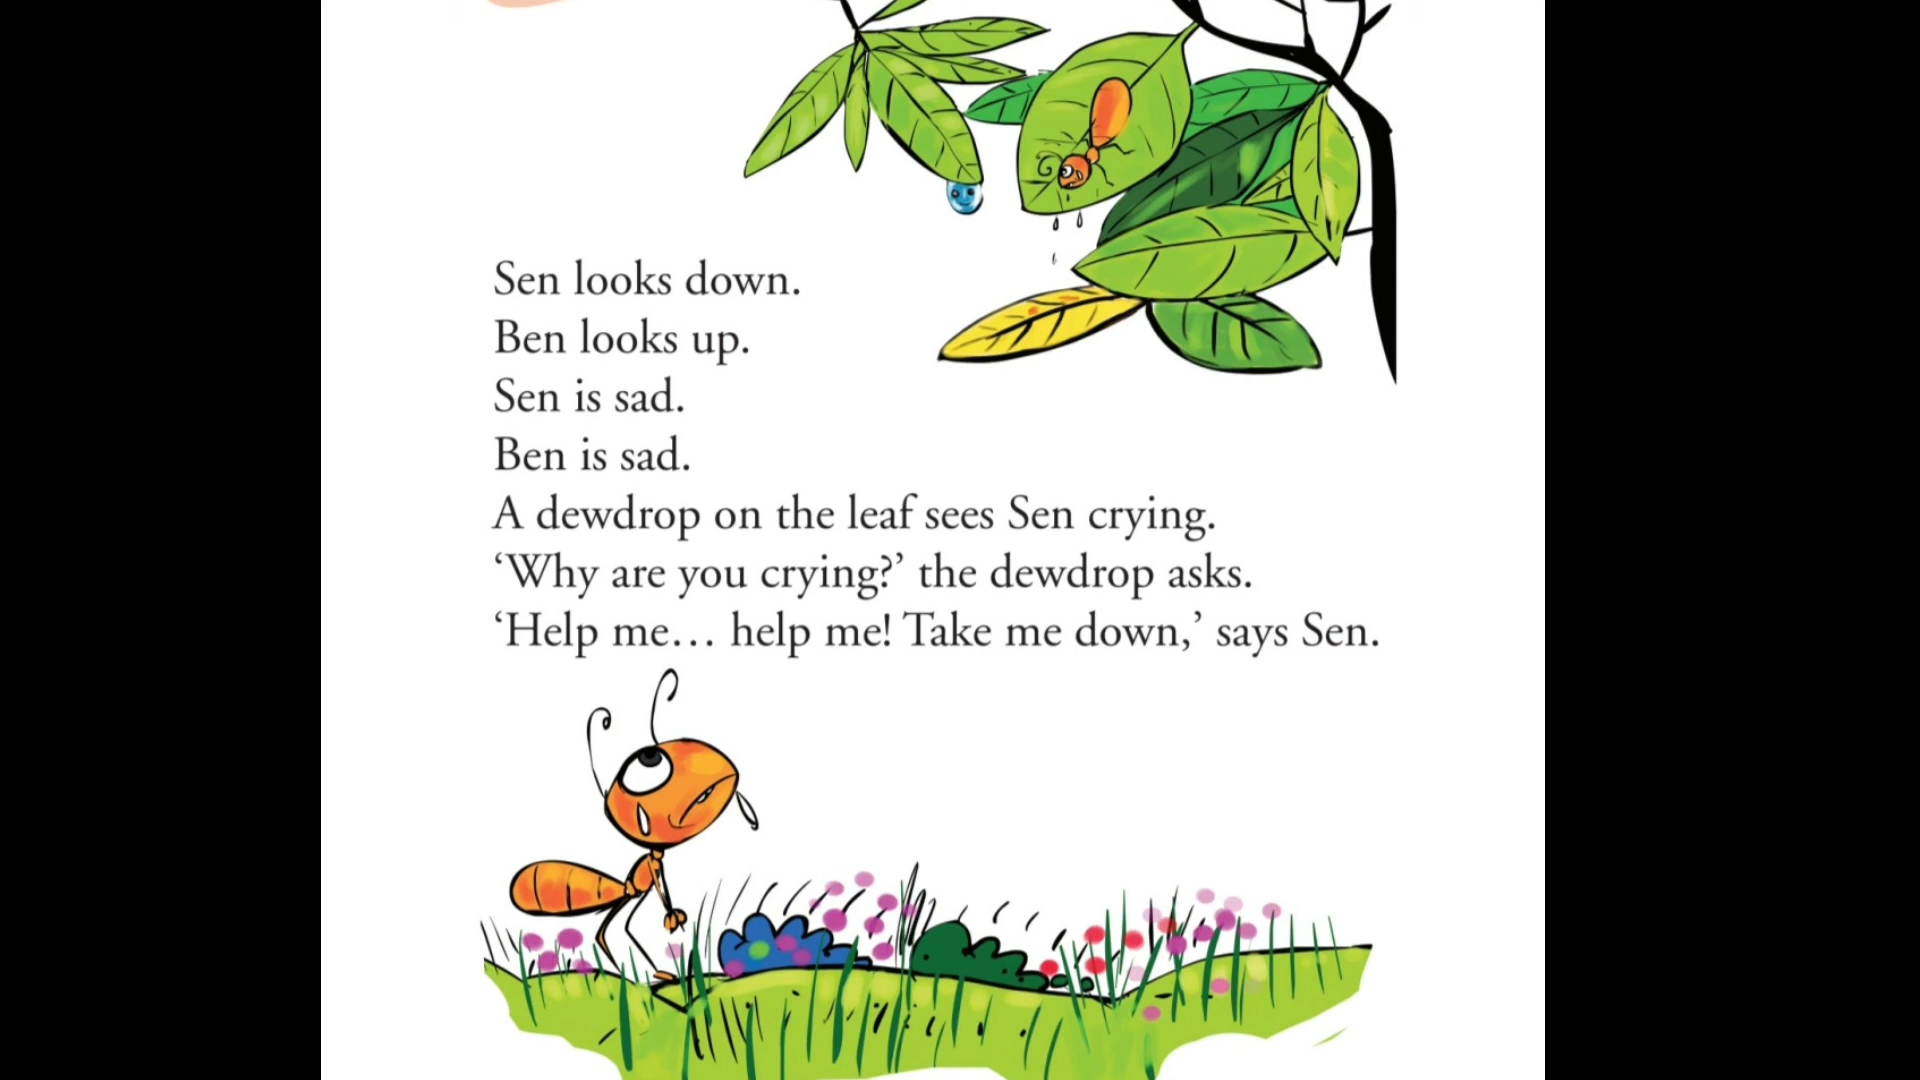 Sen looks down.
Ben looks up.
Sen is sad.
Ben is sad.
A dewdrop on the leaf sees Sen crying.
‘Why are you crying?’ the dewdrop asks.
‘Help me… help me! Take me down,’ says Sen.